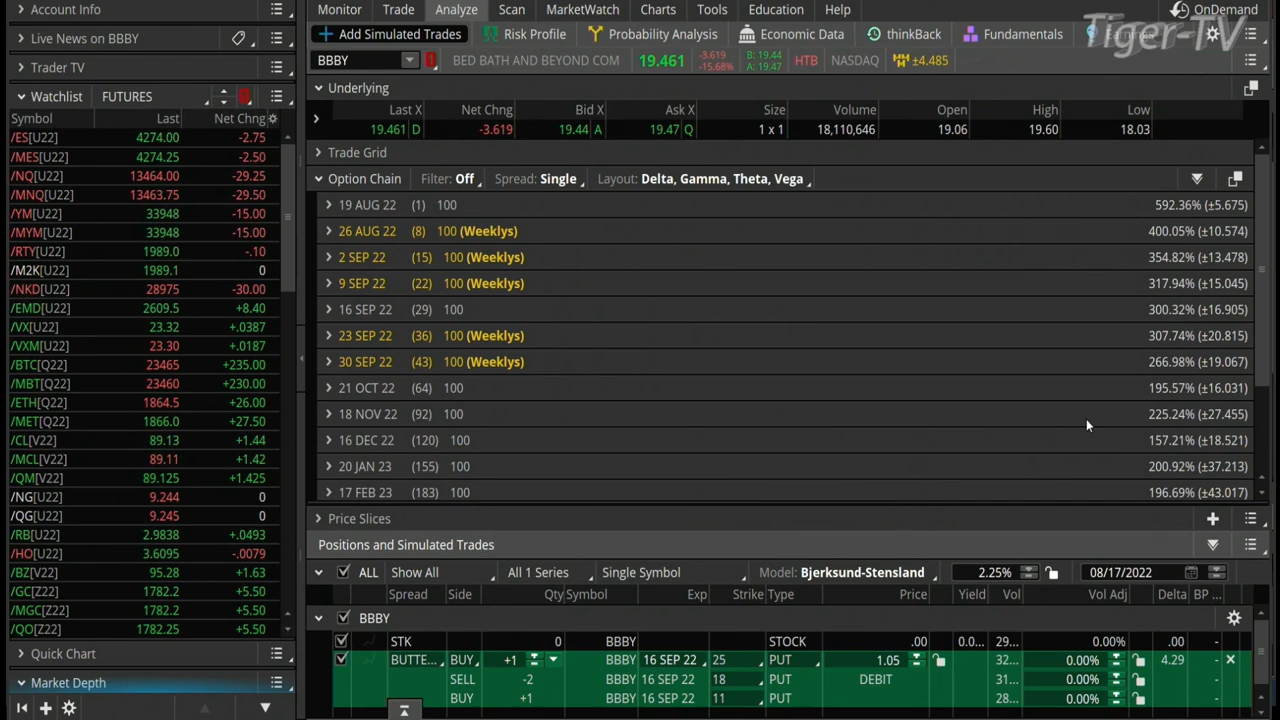 Account Info
Monitor Trade Analyze Scan MarketWatch Charts Tools Education Help OnDemand
Tiger-TV
Live News on BBBY
Add Simulated Trades Risk Profile Probability Analysis Economic Data thinkBack Fundamentals
Trader TV
BBBY 1 BED BATH AND BEYOND COM 19.461 -3.619 -15.68% B: 19.44 A: 19.47 HTB NASDAQ ±4.485
Watchlist FUTURES
Underlying
Symbol Last Net Chng
Last X Net Chng Bid X Ask X Size Volume Open High Low
19.461 D -3.619 19.44 A 19.47 Q 1 x 1 18,110,646 19.06 19.60 18.03
/ES[U22] 4274.00 -2.75
/MES[U22] 4274.25 -2.50
/NQ[U22] 13464.00 -29.25
/MNQ[U22] 13463.75 -29.50
/YM[U22] 33948 -15.00
/MYM[U22] 33948 -15.00
/RTY[U22] 1989.0 -.10
/M2K[U22] 1989.1 0
/NKD[U22] 28975 -30.00
/EMD[U22] 2609.5 +8.40
/VX[U22] 23.32 +.0387
/VXM[U22] 23.30 +.0187
/BTC[Q22] 23465 +235.00
/MBT[Q22] 23460 +230.00
/ETH[Q22] 1864.5 +26.00
/MET[Q22] 1866.0 +27.50
/CL[V22] 89.13 +1.44
/MCL[V22] 89.11 +1.42
/QM[V22] 89.125 +1.425
/NG[U22] 9.244 0
/QG[U22] 9.245 0
/RB[U22] 2.9838 +.0493
/HO[U22] 3.6095 -.0079
/BZ[V22] 95.28 +1.63
/GC[Z22] 1782.2 +5.50
/MGC[Z22] 1782.2 +5.50
/QO[Z22] 1782.25 +5.50
Quick Chart
Market Depth
Trade Grid
Option Chain Filter: Off Spread: Single Layout: Delta, Gamma, Theta, Vega
19 AUG 22 (1) 100 592.36% (±5.675)
26 AUG 22 (8) 100 (Weeklys) 400.05% (±10.574)
2 SEP 22 (15) 100 (Weeklys) 354.82% (±13.478)
9 SEP 22 (22) 100 (Weeklys) 317.94% (±15.045)
16 SEP 22 (29) 100 300.32% (±16.905)
23 SEP 22 (36) 100 (Weeklys) 307.74% (±20.815)
30 SEP 22 (43) 100 (Weeklys) 266.98% (±19.067)
21 OCT 22 (64) 100 195.57% (±16.031)
18 NOV 22 (92) 100 225.24% (±27.455)
16 DEC 22 (120) 100 157.21% (±18.521)
20 JAN 23 (155) 100 200.92% (±37.213)
17 FEB 23 (183) 100 196.69% (±43.017)
Price Slices
Positions and Simulated Trades
ALL Show All All 1 Series Single Symbol Model: Bjerksund-Stensland 2.25% 08/17/2022
Spread Side Qty Symbol Exp Strike Type Price Yield Vol Vol Adj Delta BP ...
BBBY
STK 0 BBBY STOCK .00 0.0... 29... 0.00% .00 -
BUTTE... BUY +1 BBBY 16 SEP 22 25 PUT 1.05 32... 0.00% 4.29 -
SELL -2 BBBY 16 SEP 22 18 PUT DEBIT 31... 0.00%
BUY +1 BBBY 16 SEP 22 11 PUT 28... 0.00%